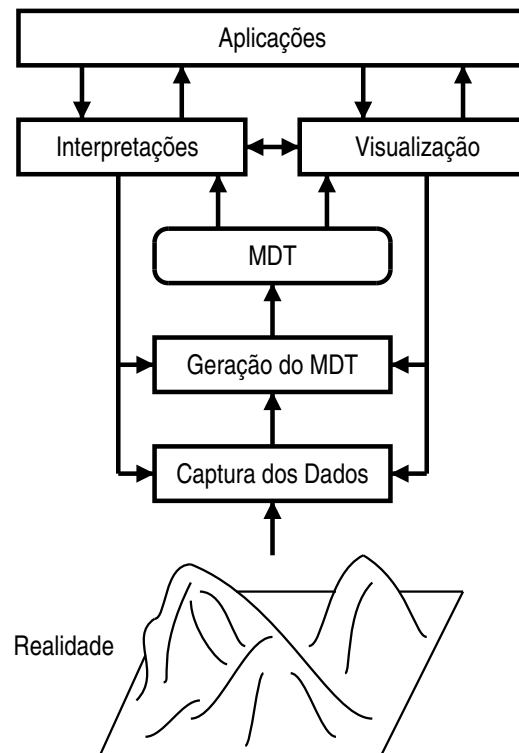 Aplicações
Interpretações
Visualização
MDT
Geração do MDT
Captura dos Dados
Realidade